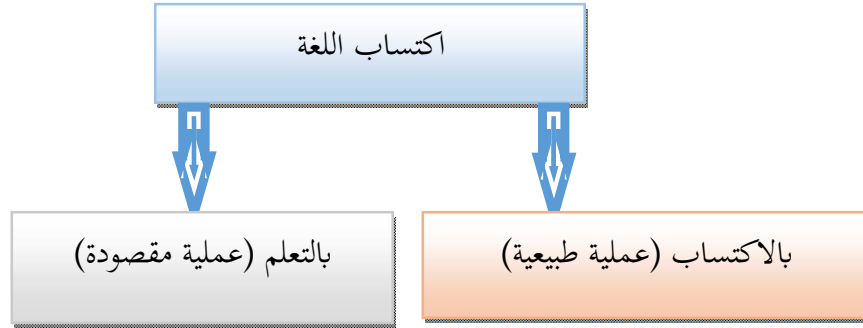 اكتساب اللغة
بالاكتساب (عملية طبيعية)
بالتعلم (عملية مقصودة)